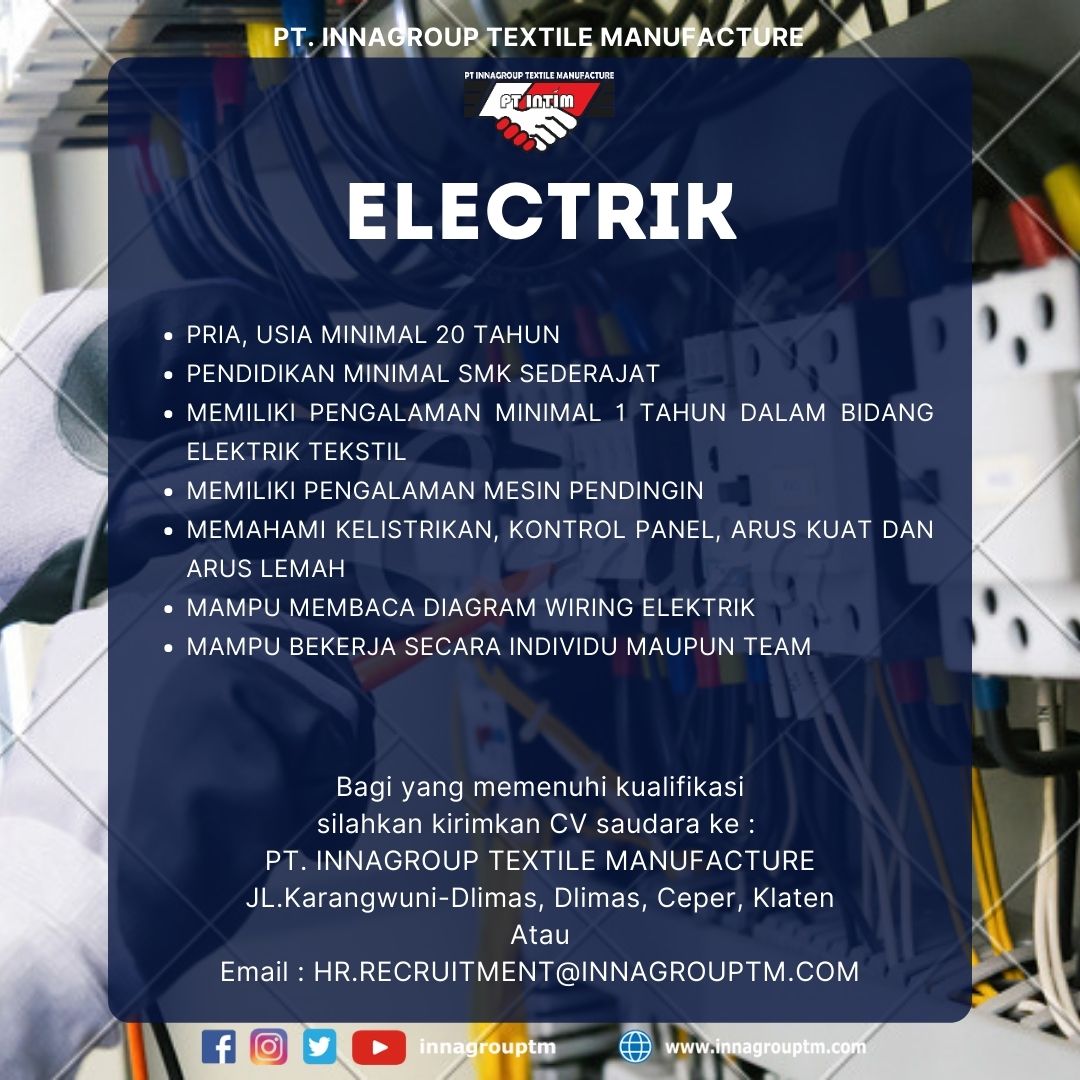 PT. INNAGROUP TEXTILE MANUFACTURE
PT INNAGROUP TEXTILE MANUFACTURE
PT INTIM
ELECTRIK
• PRIA, USIA MINIMAL 20 TAHUN
• PENDIDIKAN MINIMAL SMK SEDERAJAT
• MEMILIKI PENGALAMAN MINIMAL 1 TAHUN DALAM BIDANG
ELEKTRIK TEKSTIL
• MEMILIKI PENGALAMAN MESIN PENDINGIN
• MEMAHAMI KELISTRIKAN, KONTROL PANEL, ARUS KUAT DAN
ARUS LEMAH
• MAMPU MEMBACA DIAGRAM WIRING ELEKTRIK
• MAMPU BEKERJA SECARA INDIVIDU MAUPUN TEAM
Bagi yang memenuhi kualifikasi
silahkan kirimkan CV saudara ke :
PT. INNAGROUP TEXTILE MANUFACTURE
JL.Karangwuni-Dlimas, Dlimas, Ceper, Klaten
Atau
Email : HR.RECRUITMENT@INNAGROUPTM.COM
innagrouptm www.innagrouptm.com